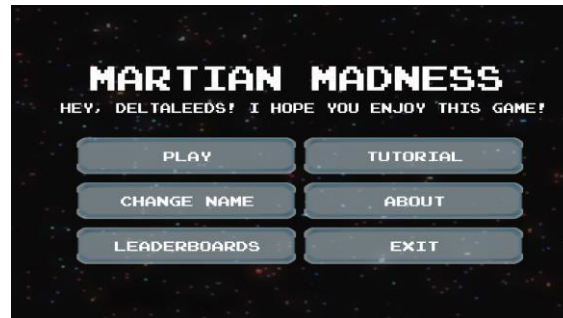 MARTIAN MADNESS
HEY, DELTALEEDS! I HOPE YOU ENJOY THIS GAME!
PLAY
TUTORIAL
CHANGE NAME
ABOUT
LEADERBOARDS
EXIT